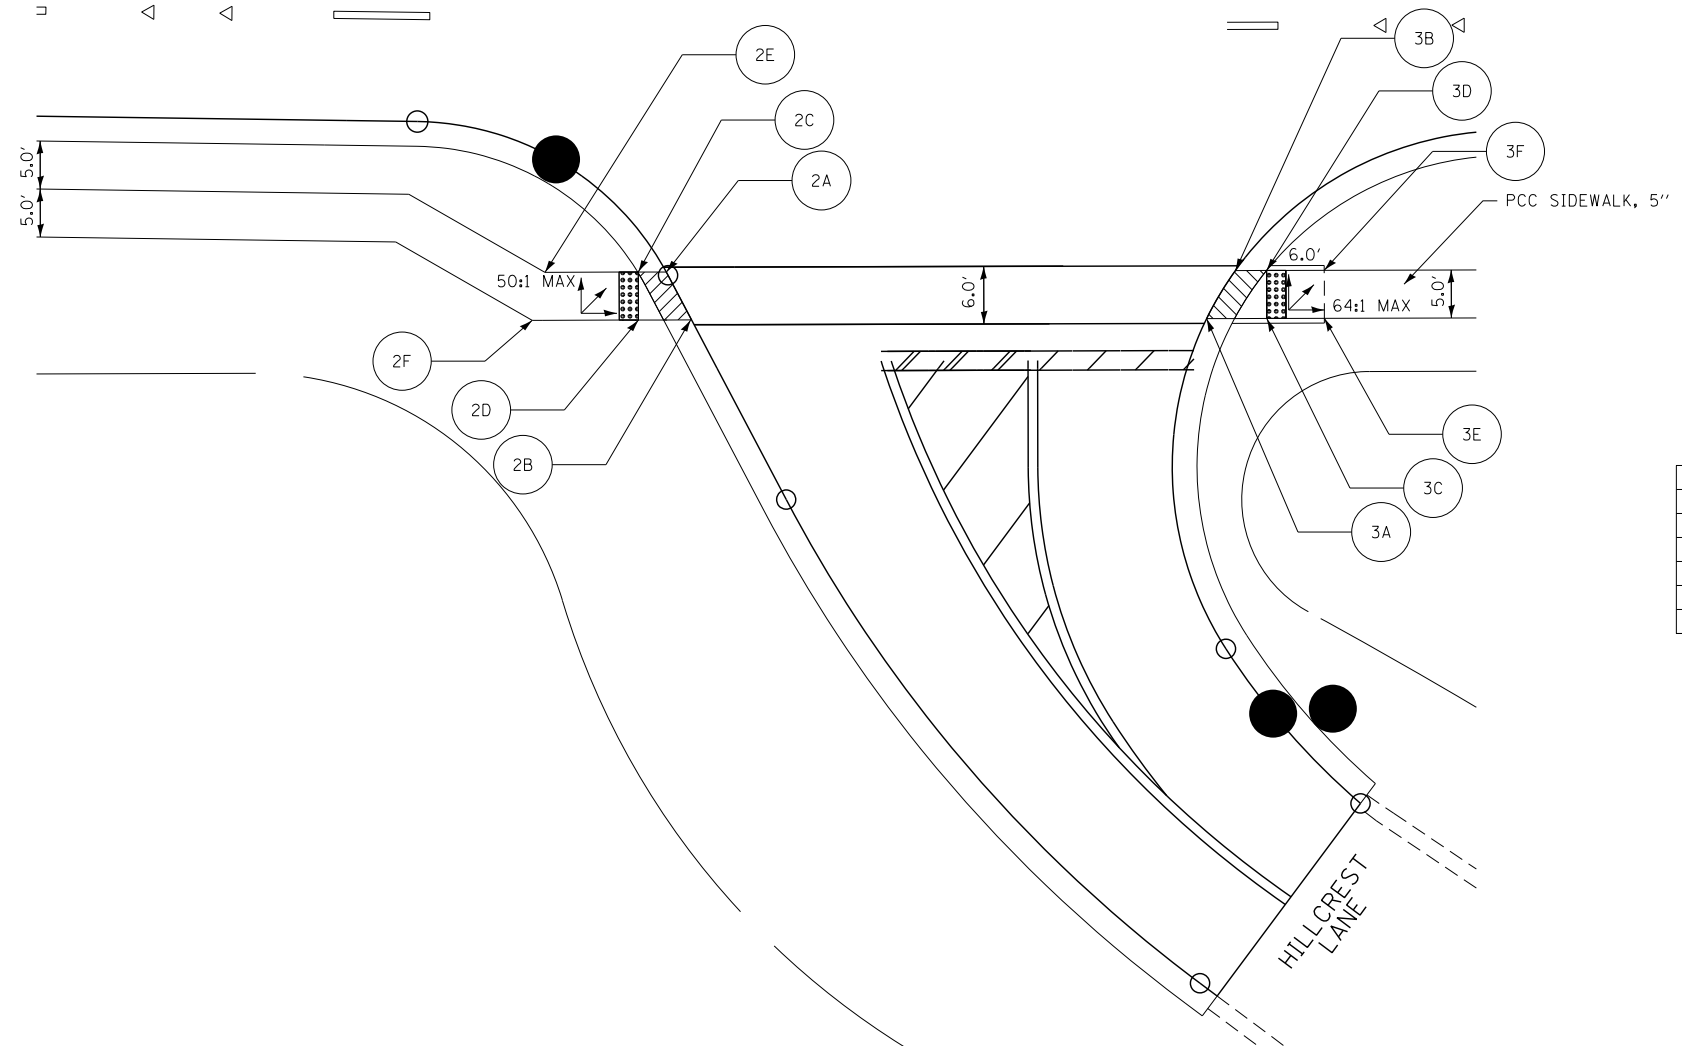 2E
3B
3D
2C
3F
5.0'
2A
PCC SIDEWALK, 5"
5.0'
6.0'
50:1 MAX
6.0'
5.0'
64:1 MAX
2F
2D
3E
2B
3C
3A
HILLCREST
LANE